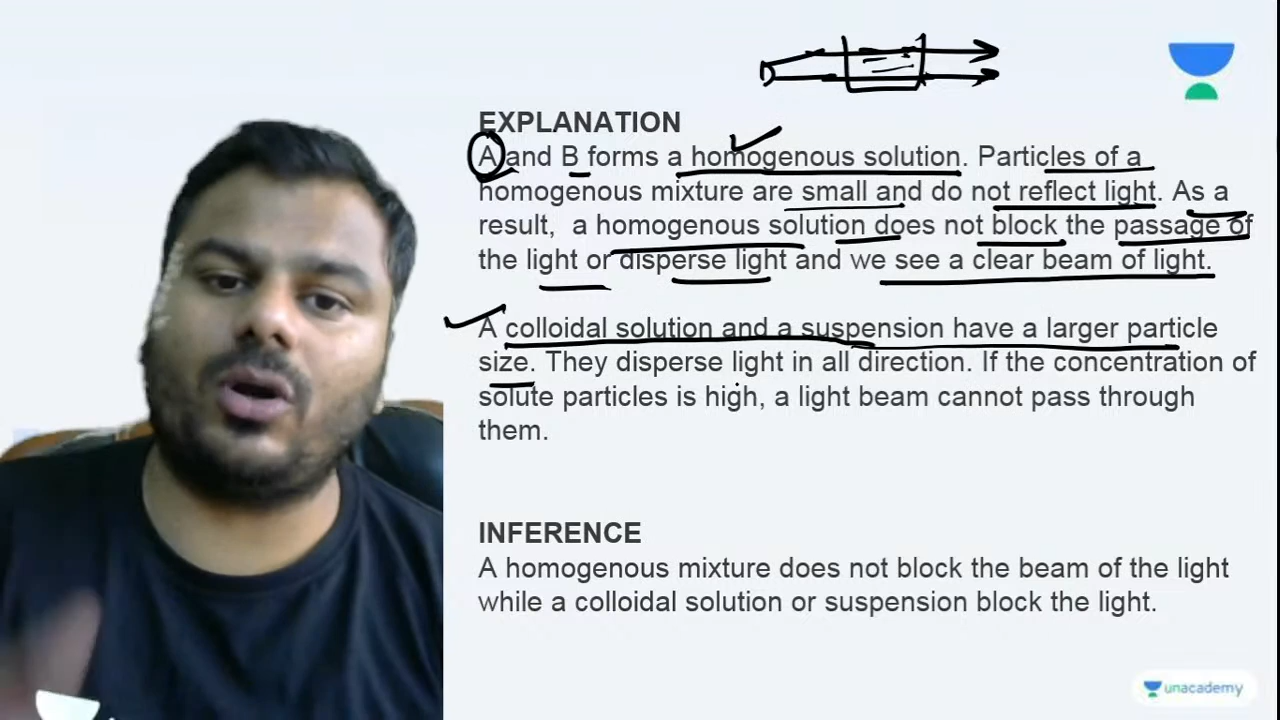 EXPLANATION
A and B forms a homogenous solution. Particles of a
homogenous mixture are small and do not reflect light. As a
result, a homogenous solution does not block the passage of
the light or disperse light and we see a clear beam of light.
A colloidal solution and a suspension have a larger particle
size. They disperse light in all direction. If the concentration of
solute particles is high, a light beam cannot pass through
them.
INFERENCE
A homogenous mixture does not block the beam of the light
while a colloidal solution or suspension block the light.
unacademy